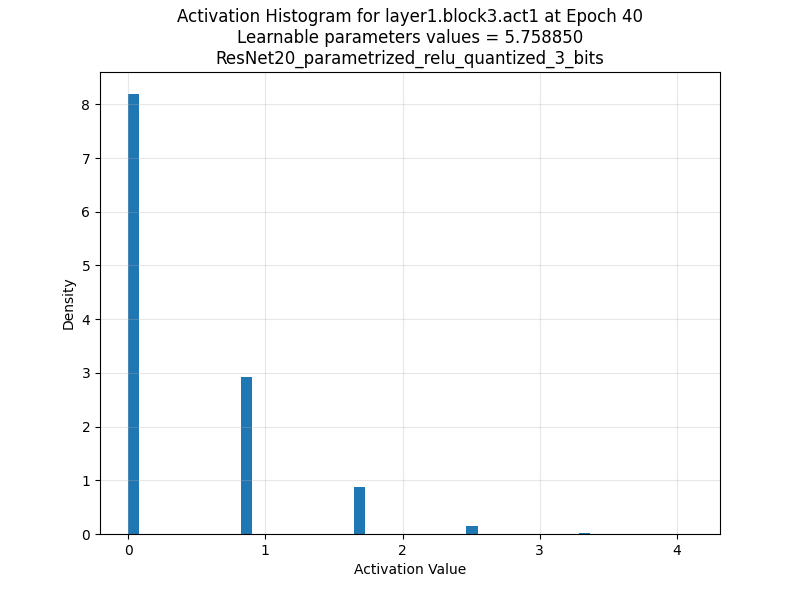 Activation Histogram for layer1.block3.act1 at Epoch 40
Learnable parameters values = 5.758850
ResNet20_parametrized_relu_quantized_3_bits
8
7
6
5
4
3
2
1
0
Density
0 1 2 3 4
Activation Value